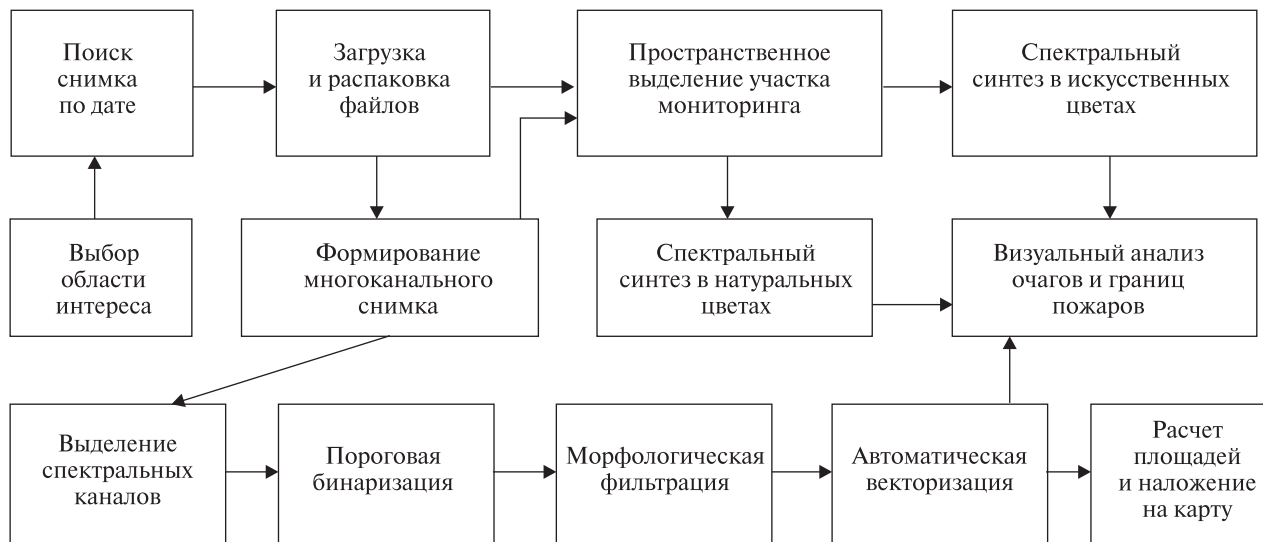 Поиск
снимка
по дате
Загрузка
и распаковка
файлов
Пространственное
выделение участка
мониторинга
Спектральный
синтез в искусственных
цветах
Выбор
области
интереса
Формирование
многоканального
снимка
Спектральный
синтез в натуральных
цветах
Визуальный анализ
очагов и границ
пожаров
Выделение
спектральных
каналов
Пороговая
бинаризация
Морфологическая
фильтрация
Автоматическая
векторизация
Расчет
площадей
и наложение
на карту